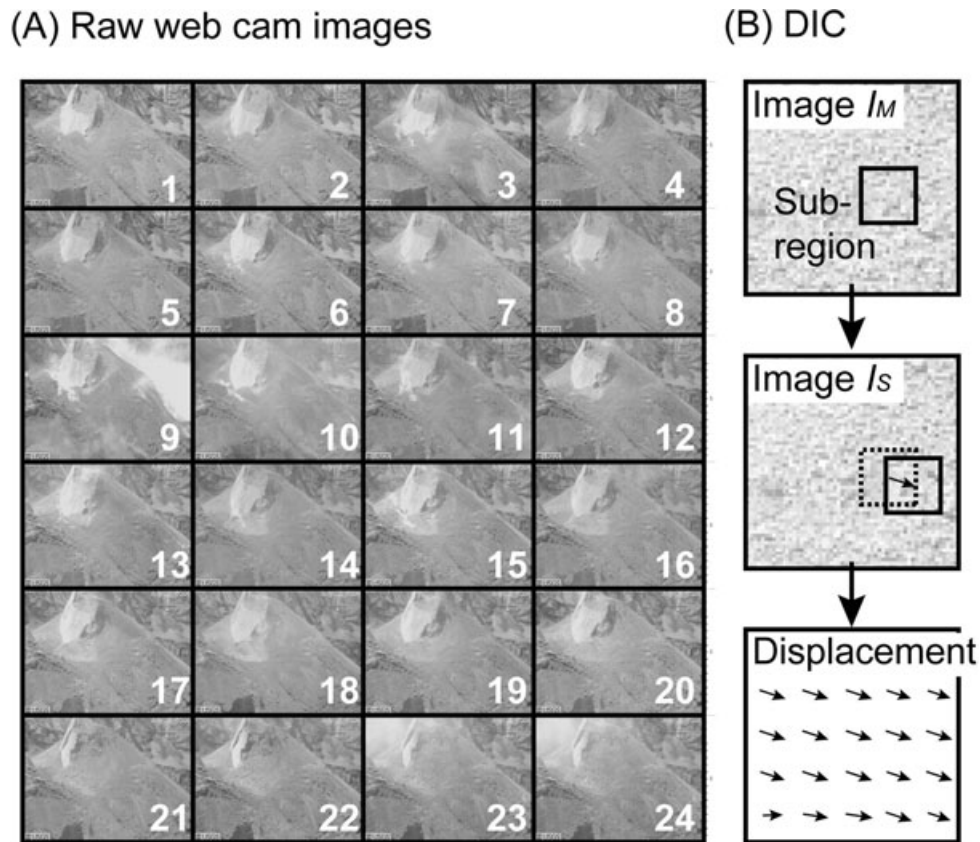 (A) Raw web cam images
(B) DIC
1 2 3 4
5 6 7 8
9 10 11 12
13 14 15 16
17 18 19 20
21 22 23 24
Image IM
Sub-
region
Image IS
Displacement